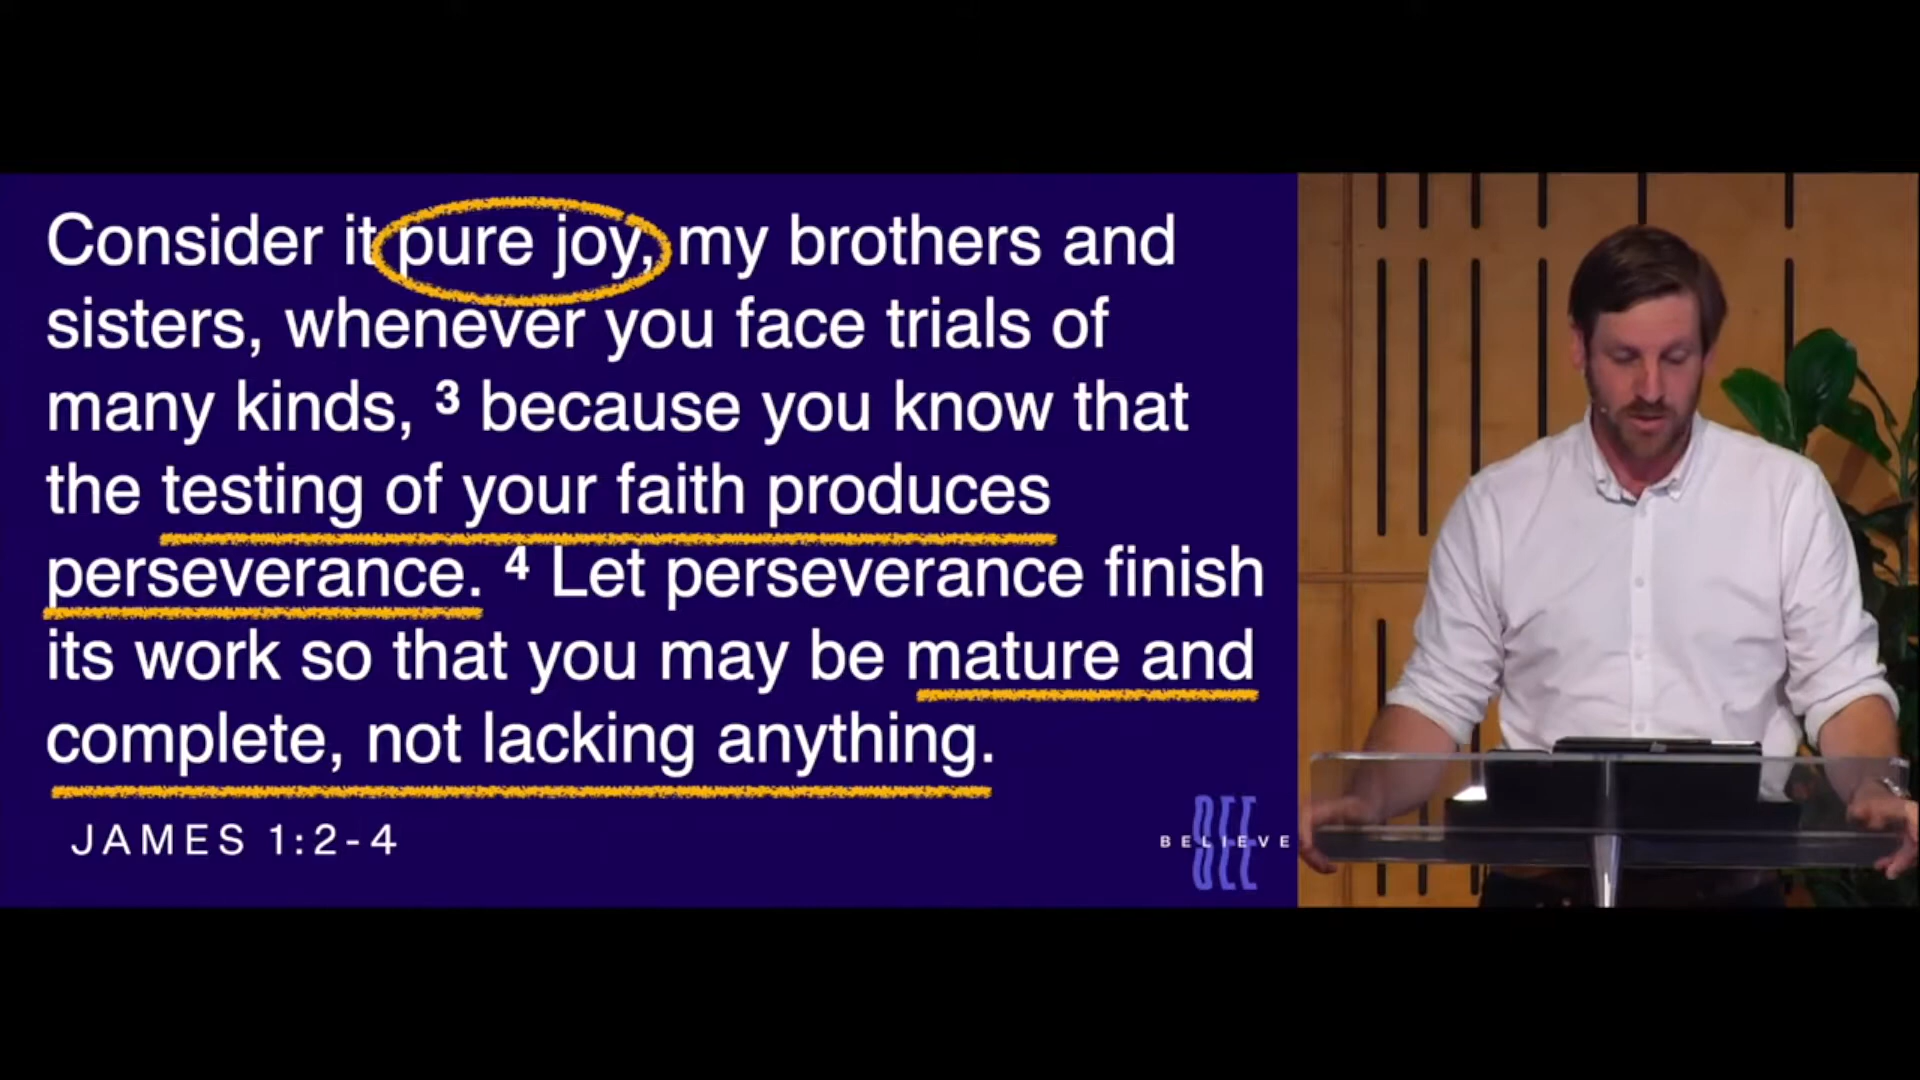 Consider it pure joy, my brothers and
sisters, whenever you face trials of
many kinds, ³ because you know that
the testing of your faith produces
perseverance. ⁴ Let perseverance finish
its work so that you may be mature and
complete, not lacking anything.
JAMES 1:2-4
SEE
BELIEVE